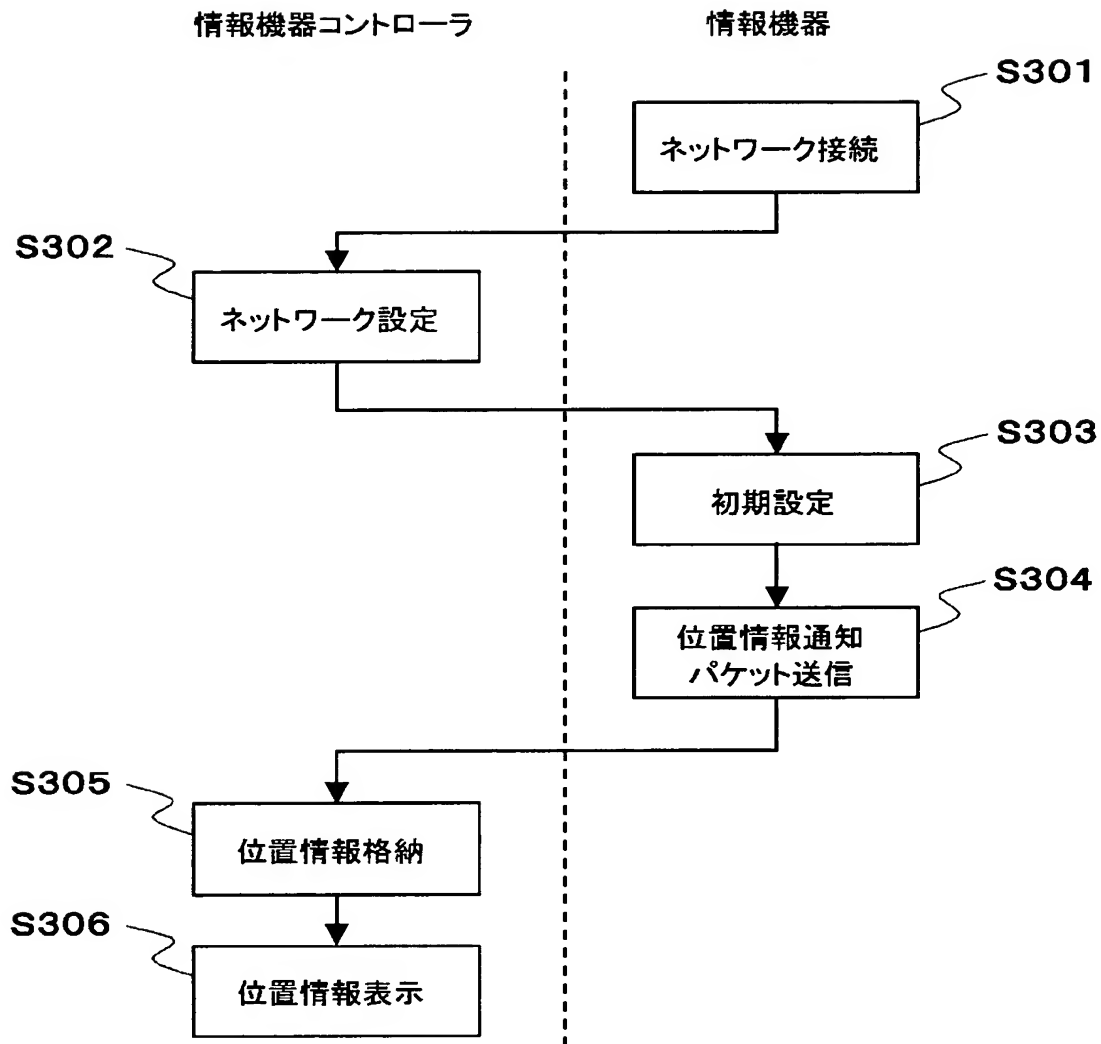 情報機器コントローラ
情報機器
S301
ネットワーク接続
S302
ネットワーク設定
S303
初期設定
S304
位置情報通知
パケット送信
S305
位置情報格納
S306
位置情報表示